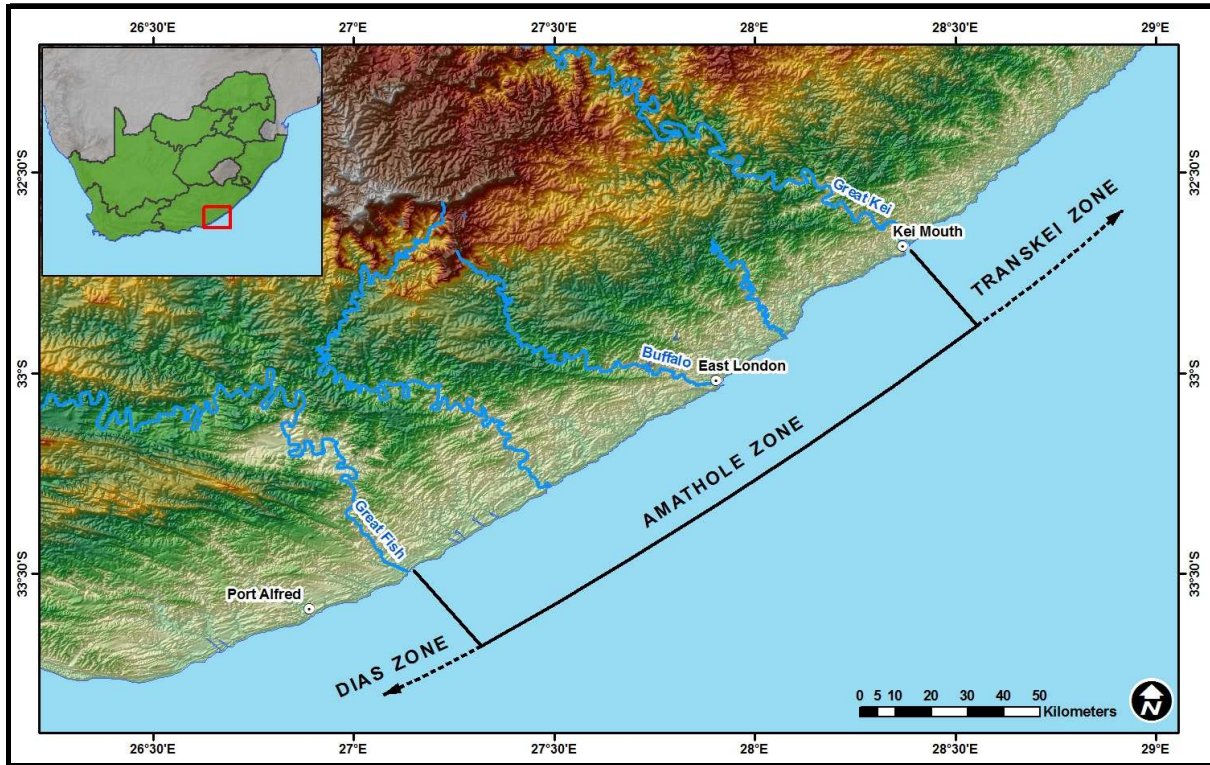 26°30'E 27°E 27°30'E 28°E 28°30'E 29°E
32°30'S
32°30'S
Great Kei
Kei Mouth
TRANSKEI ZONE
33°S
33°S
Buffalo
East London
AMATHOLE ZONE
Great Fish
33°30'S
33°30'S
Port Alfred
DIAS ZONE
0 5 10 20 30 40 50
Kilometers
N
26°30'E 27°E 27°30'E 28°E 28°30'E 29°E